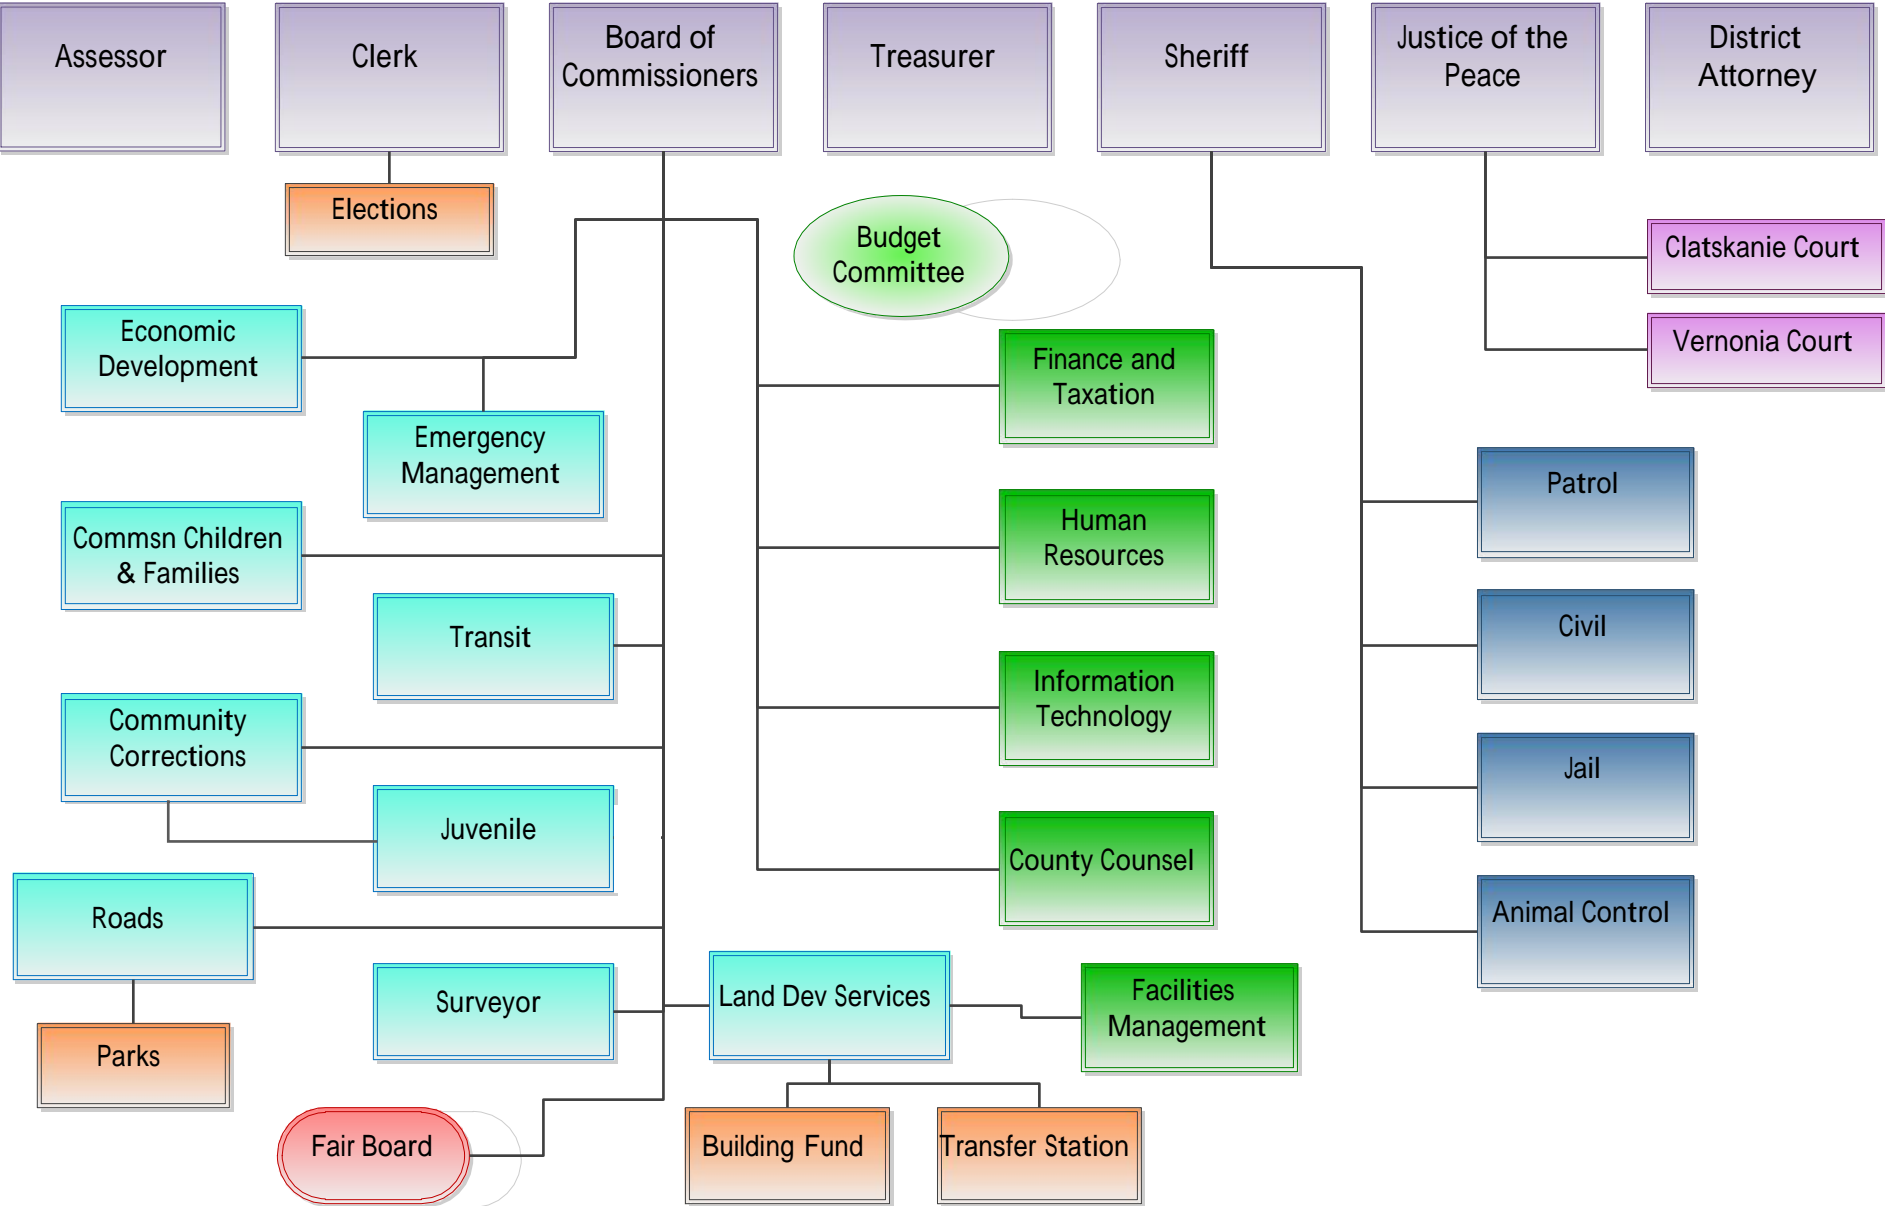 Assessor
Clerk
Board of
Commissioners
Treasurer
Sheriff
Justice of the
Peace
District
Attorney
Elections
Budget
Committee
Clatskanie Court
Vernonia Court
Economic
Development
Emergency
Management
Finance and
Taxation
Human
Resources
Patrol
Commsn Children
& Families
Transit
Civil
Information
Technology
Community
Corrections
Jail
Juvenile
County Counsel
Animal Control
Roads
Surveyor
Land Dev Services
Facilities
Management
Parks
Fair Board
Building Fund
Transfer Station